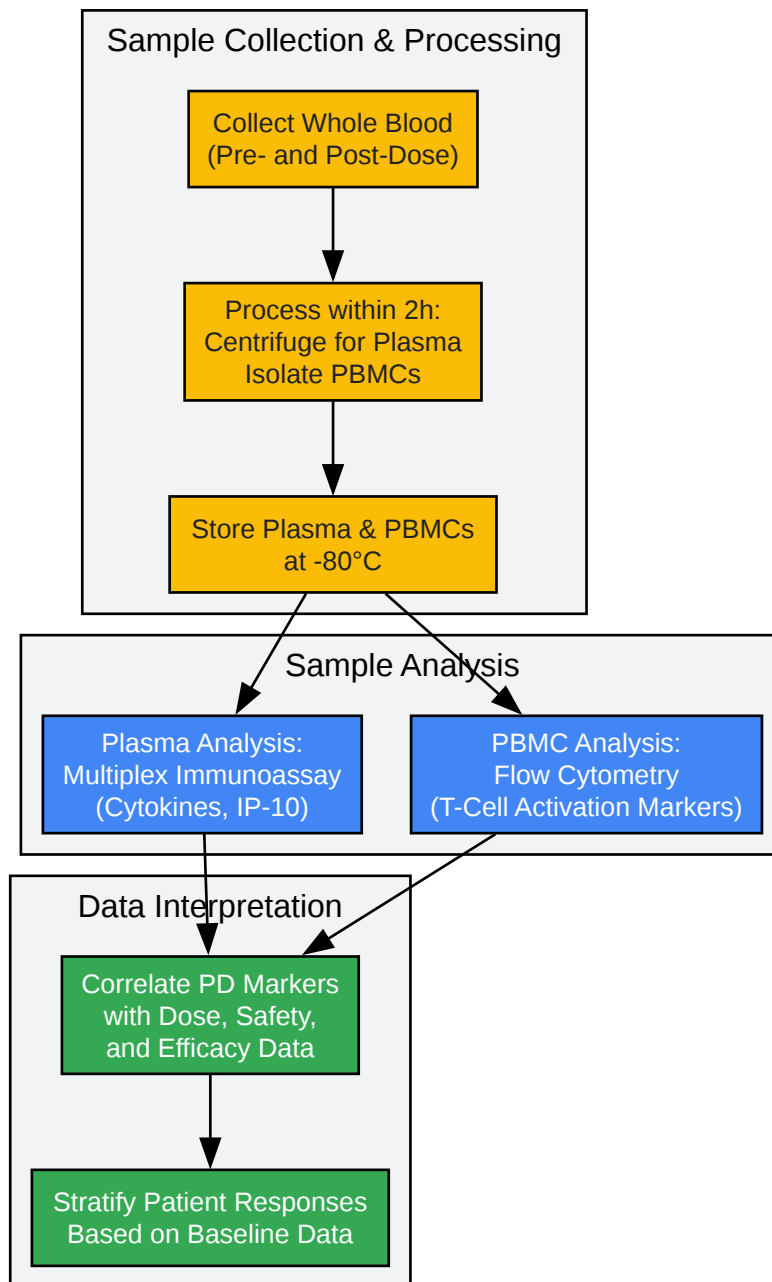 Sample Collection & Processing
Collect Whole Blood
(Pre- and Post-Dose)
Process within 2h:
Centrifuge for Plasma
Isolate PBMCs
Store Plasma & PBMCs
at -80°C
Sample Analysis
Plasma Analysis:
Multiplex Immunoassay
(Cytokines, IP-10)
PBMC Analysis:
Flow Cytometry
(T-Cell Activation Markers)
Data Interpretation
Correlate PD Markers
with Dose, Safety,
and Efficacy Data
Stratify Patient Responses
Based on Baseline Data